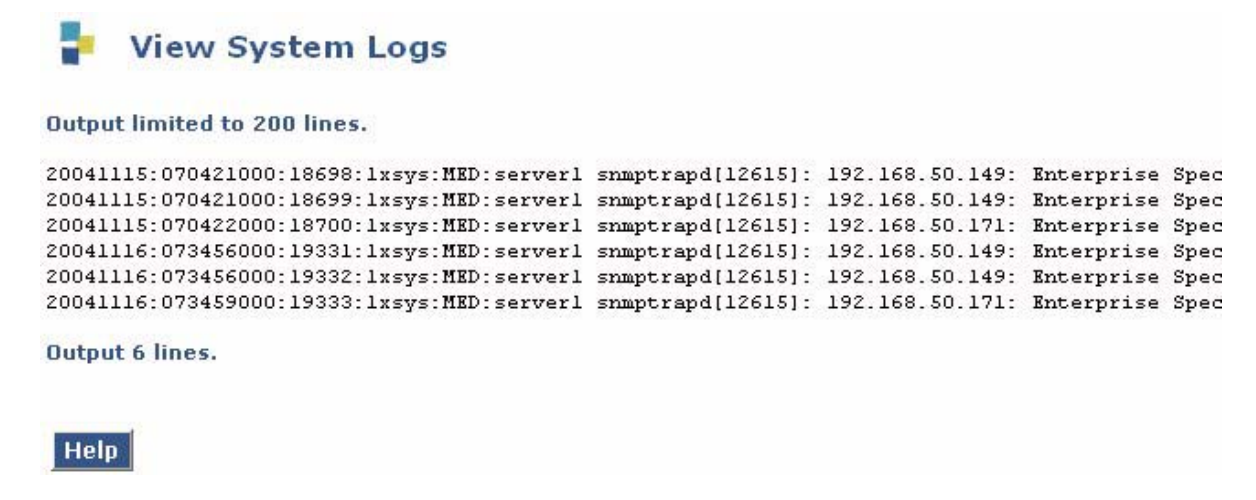 View System Logs
Output limited to 200 lines.
20041115:070421000:18698:lxsys:MED:server1 snmptrapd[12615]: 192.168.50.149: Enterprise Spec
20041115:070421000:18699:lxsys:MED:server1 snmptrapd[12615]: 192.168.50.149: Enterprise Spec
20041115:070422000:18700:lxsys:MED:server1 snmptrapd[12615]: 192.168.50.171: Enterprise Spec
20041116:073456000:19331:lxsys:MED:server1 snmptrapd[12615]: 192.168.50.149: Enterprise Spec
20041116:073456000:19332:lxsys:MED:server1 snmptrapd[12615]: 192.168.50.149: Enterprise Spec
20041116:073459000:19333:lxsys:MED:server1 snmptrapd[12615]: 192.168.50.171: Enterprise Spec
Output 6 lines.
Help